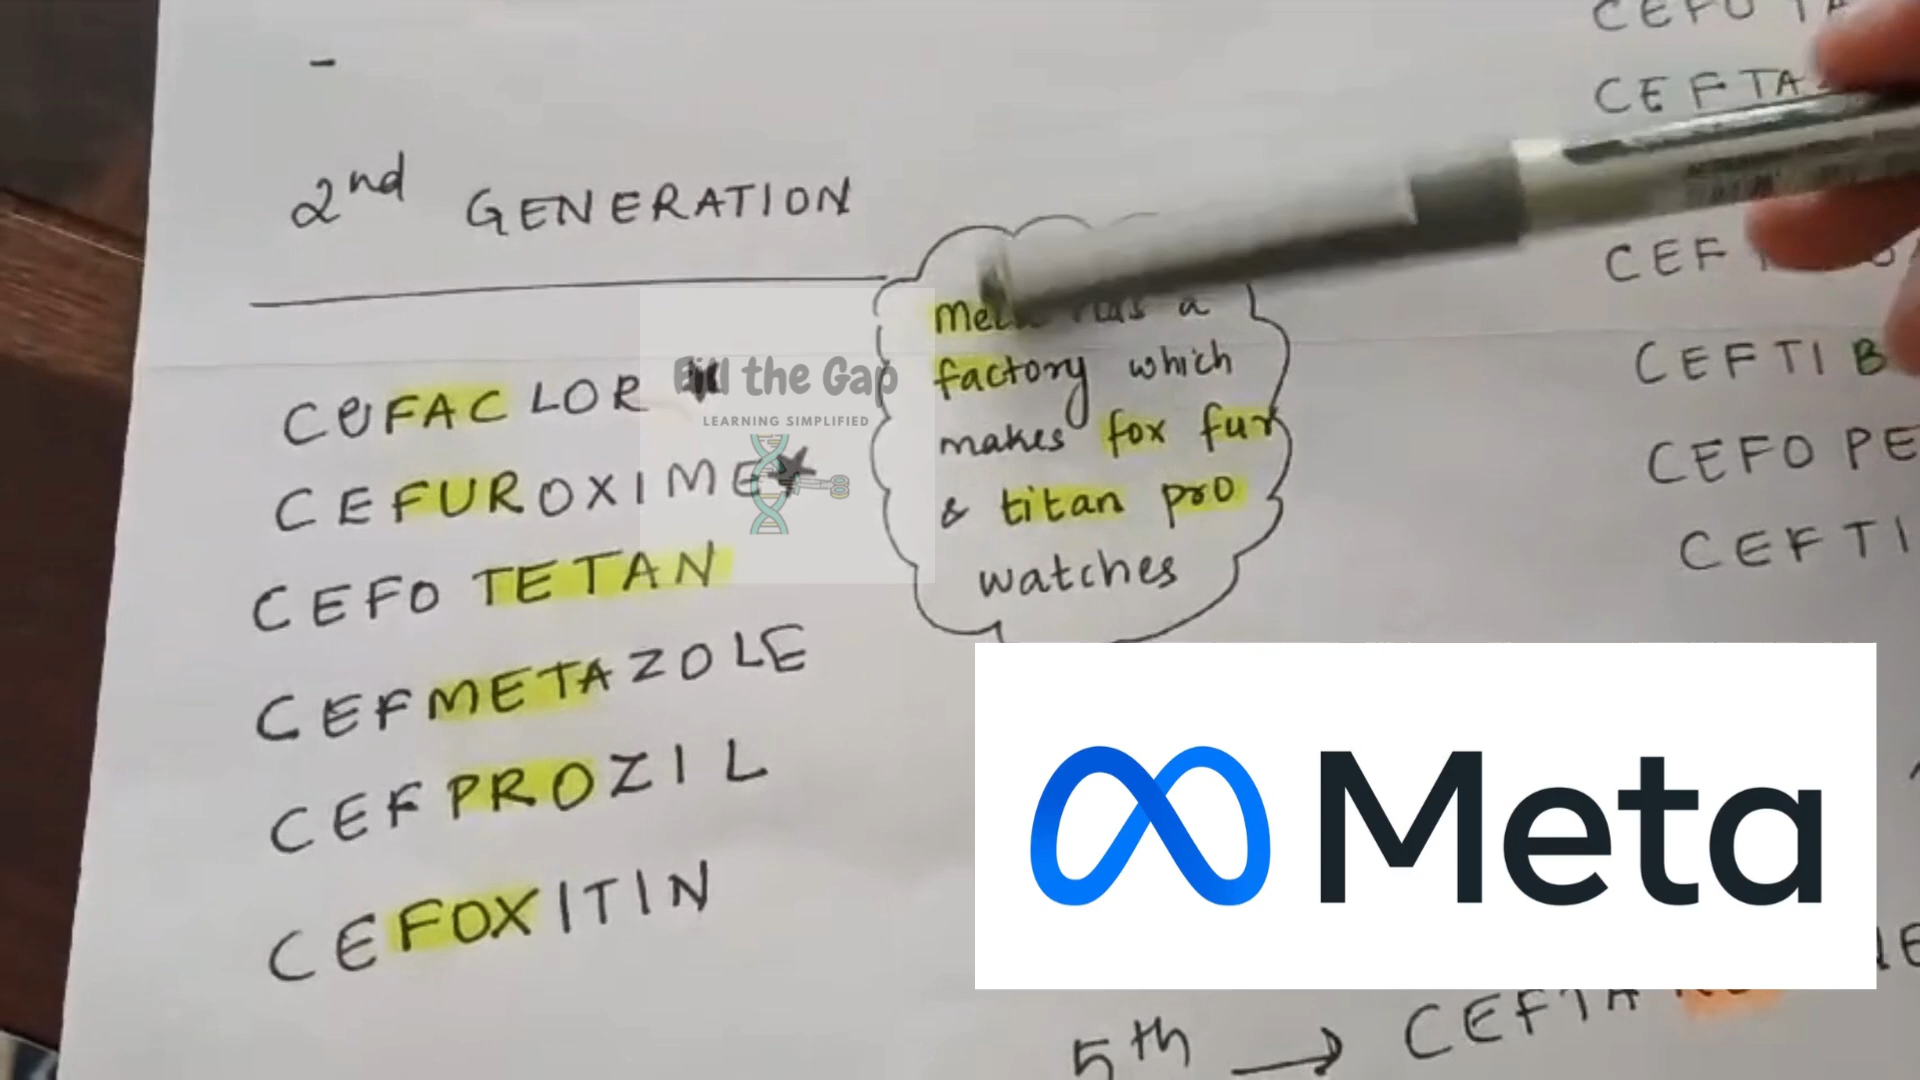 2nd GENERATION
CEFACLOR
CEFUROXIME
CEFOTETAN
CEFMETAZOLE
CEFPROZIL
CEFOXITIN
a
factory which
makes fox fur
& titan pro
watches
Fill the Gap
LEARNING SIMPLIFIED
CEFO
CEFTA
CEF
CEFTIB
CEFOPE
CEFTI
Meta
5th → CEFTA